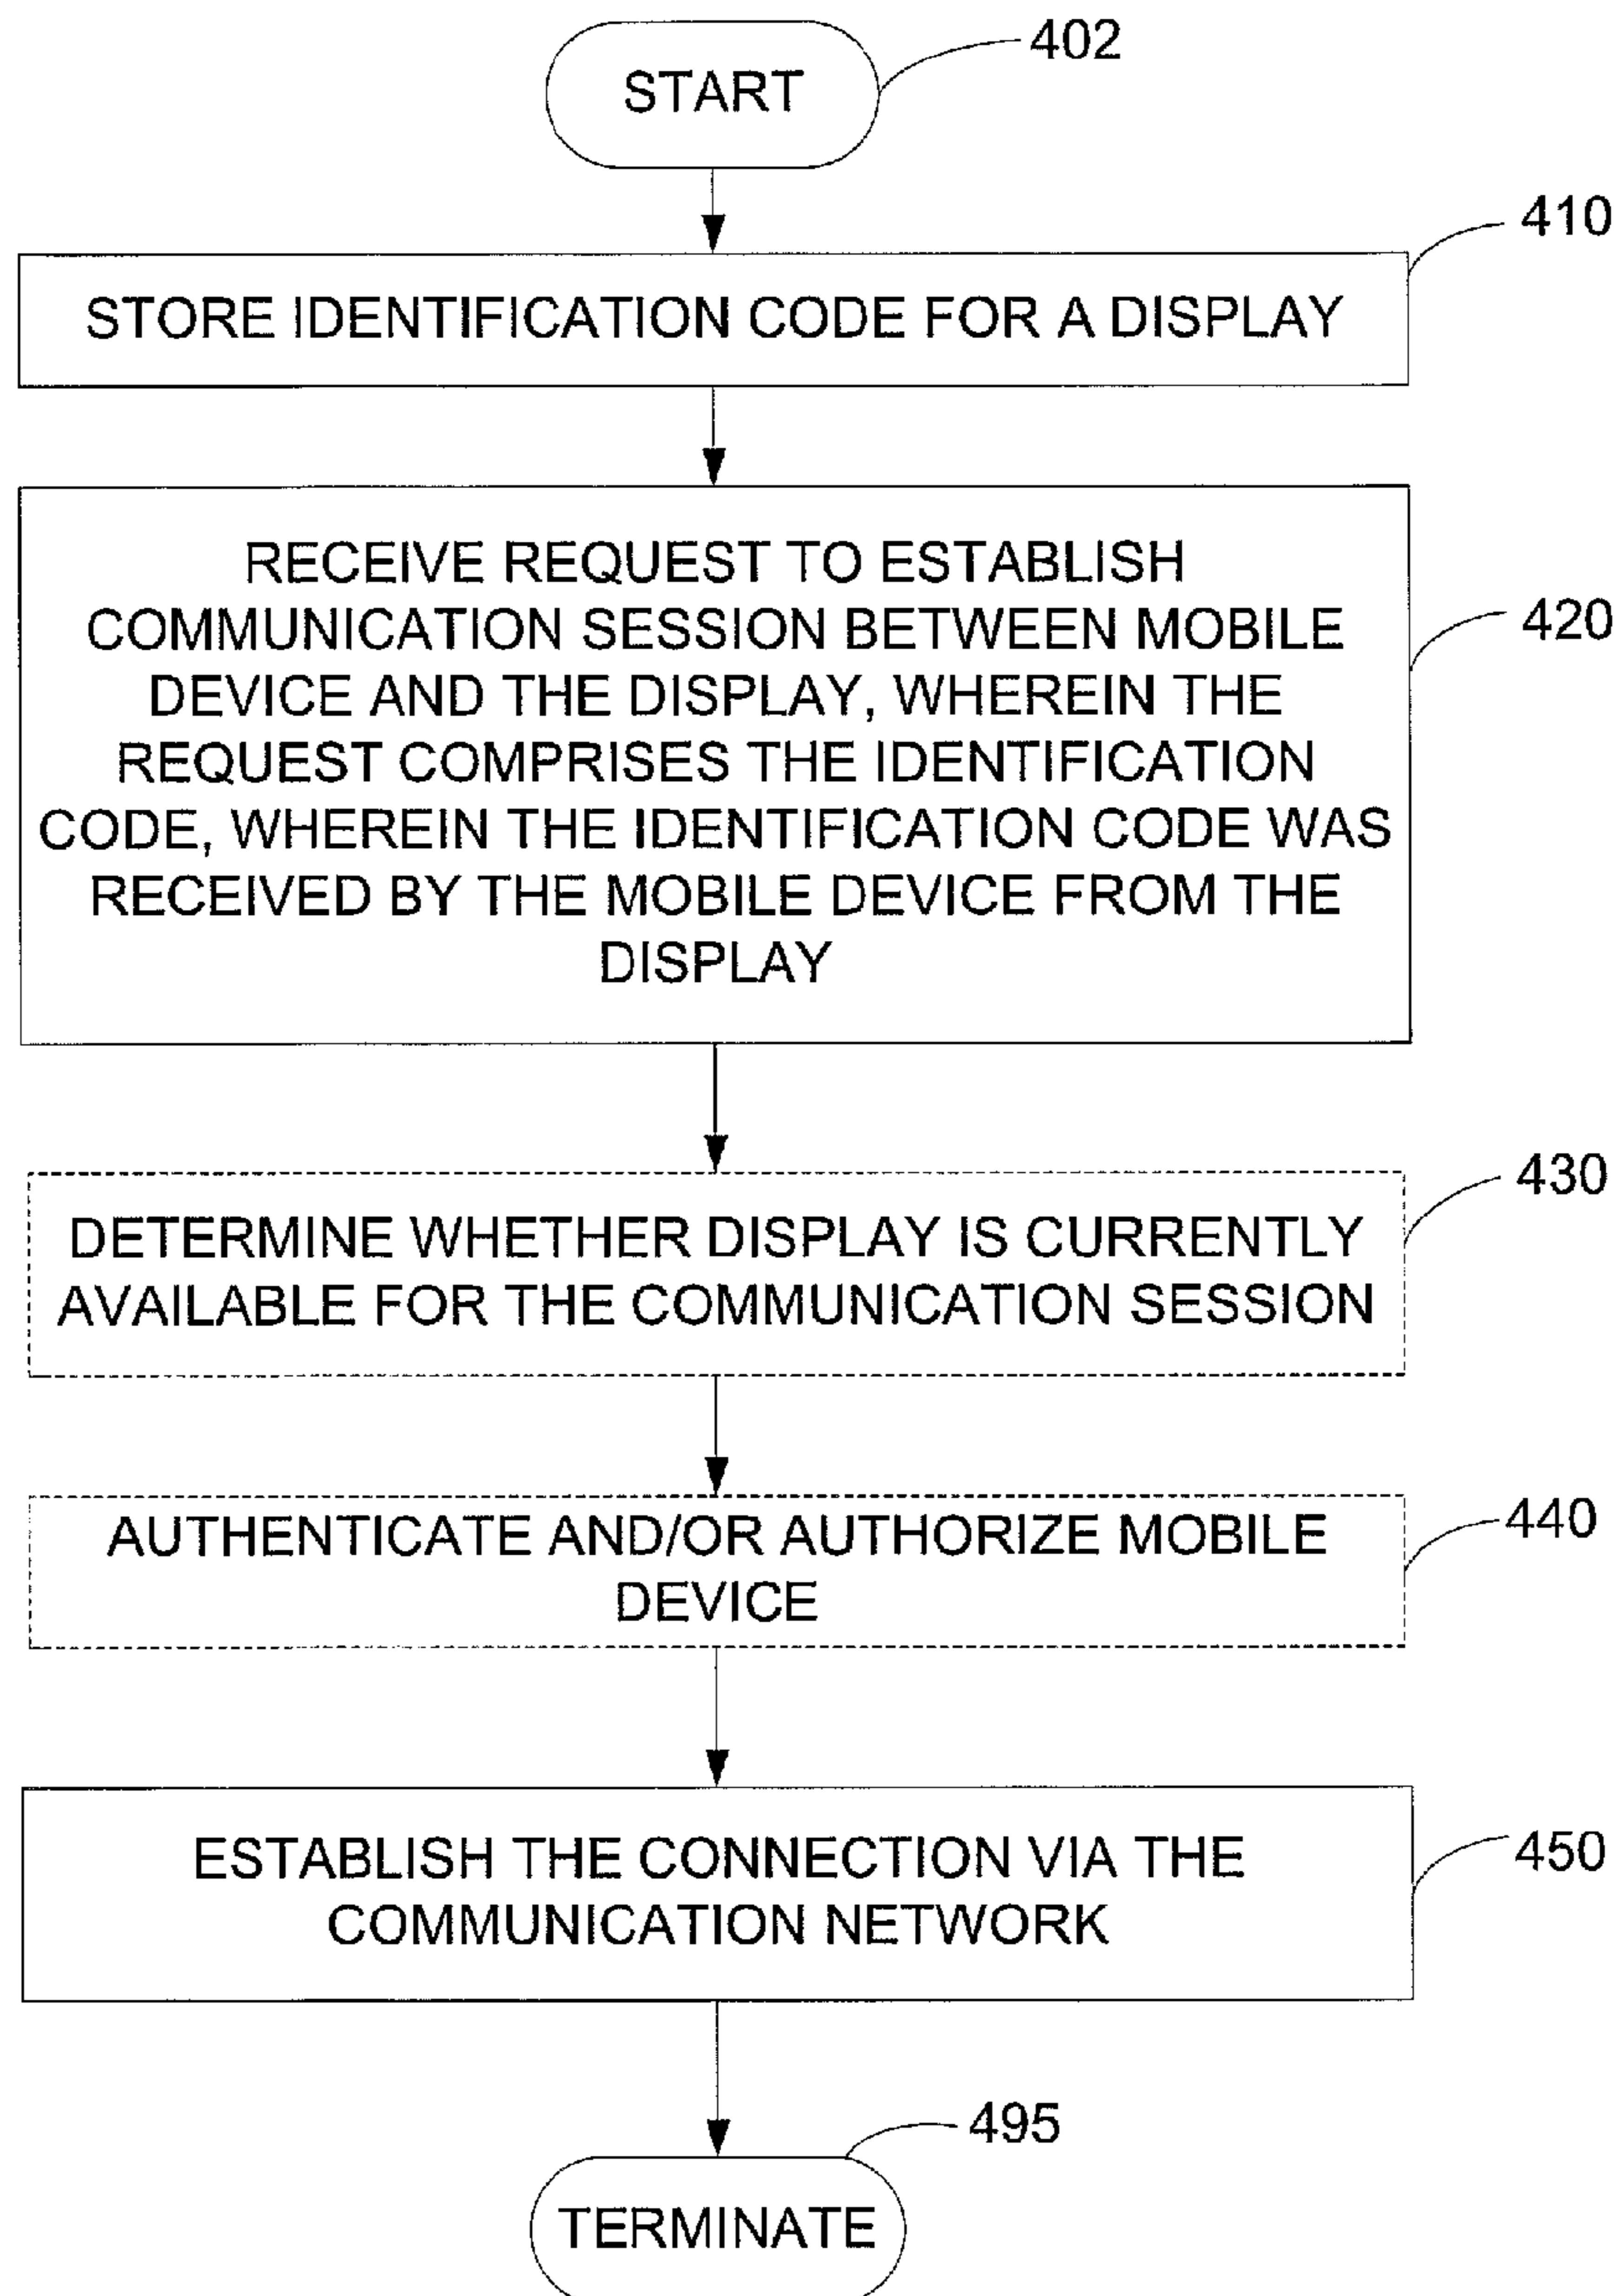 START
402
410
STORE IDENTIFICATION CODE FOR A DISPLAY
RECEIVE REQUEST TO ESTABLISH
COMMUNICATION SESSION BETWEEN MOBILE
DEVICE AND THE DISPLAY, WHEREIN THE
REQUEST COMPRISES THE IDENTIFICATION
CODE, WHEREIN THE IDENTIFICATION CODE WAS
RECEIVED BY THE MOBILE DEVICE FROM THE
DISPLAY
420
430
DETERMINE WHETHER DISPLAY IS CURRENTLY
AVAILABLE FOR THE COMMUNICATION SESSION
440
AUTHENTICATE AND/OR AUTHORIZE MOBILE
DEVICE
450
ESTABLISH THE CONNECTION VIA THE
COMMUNICATION NETWORK
495
TERMINATE